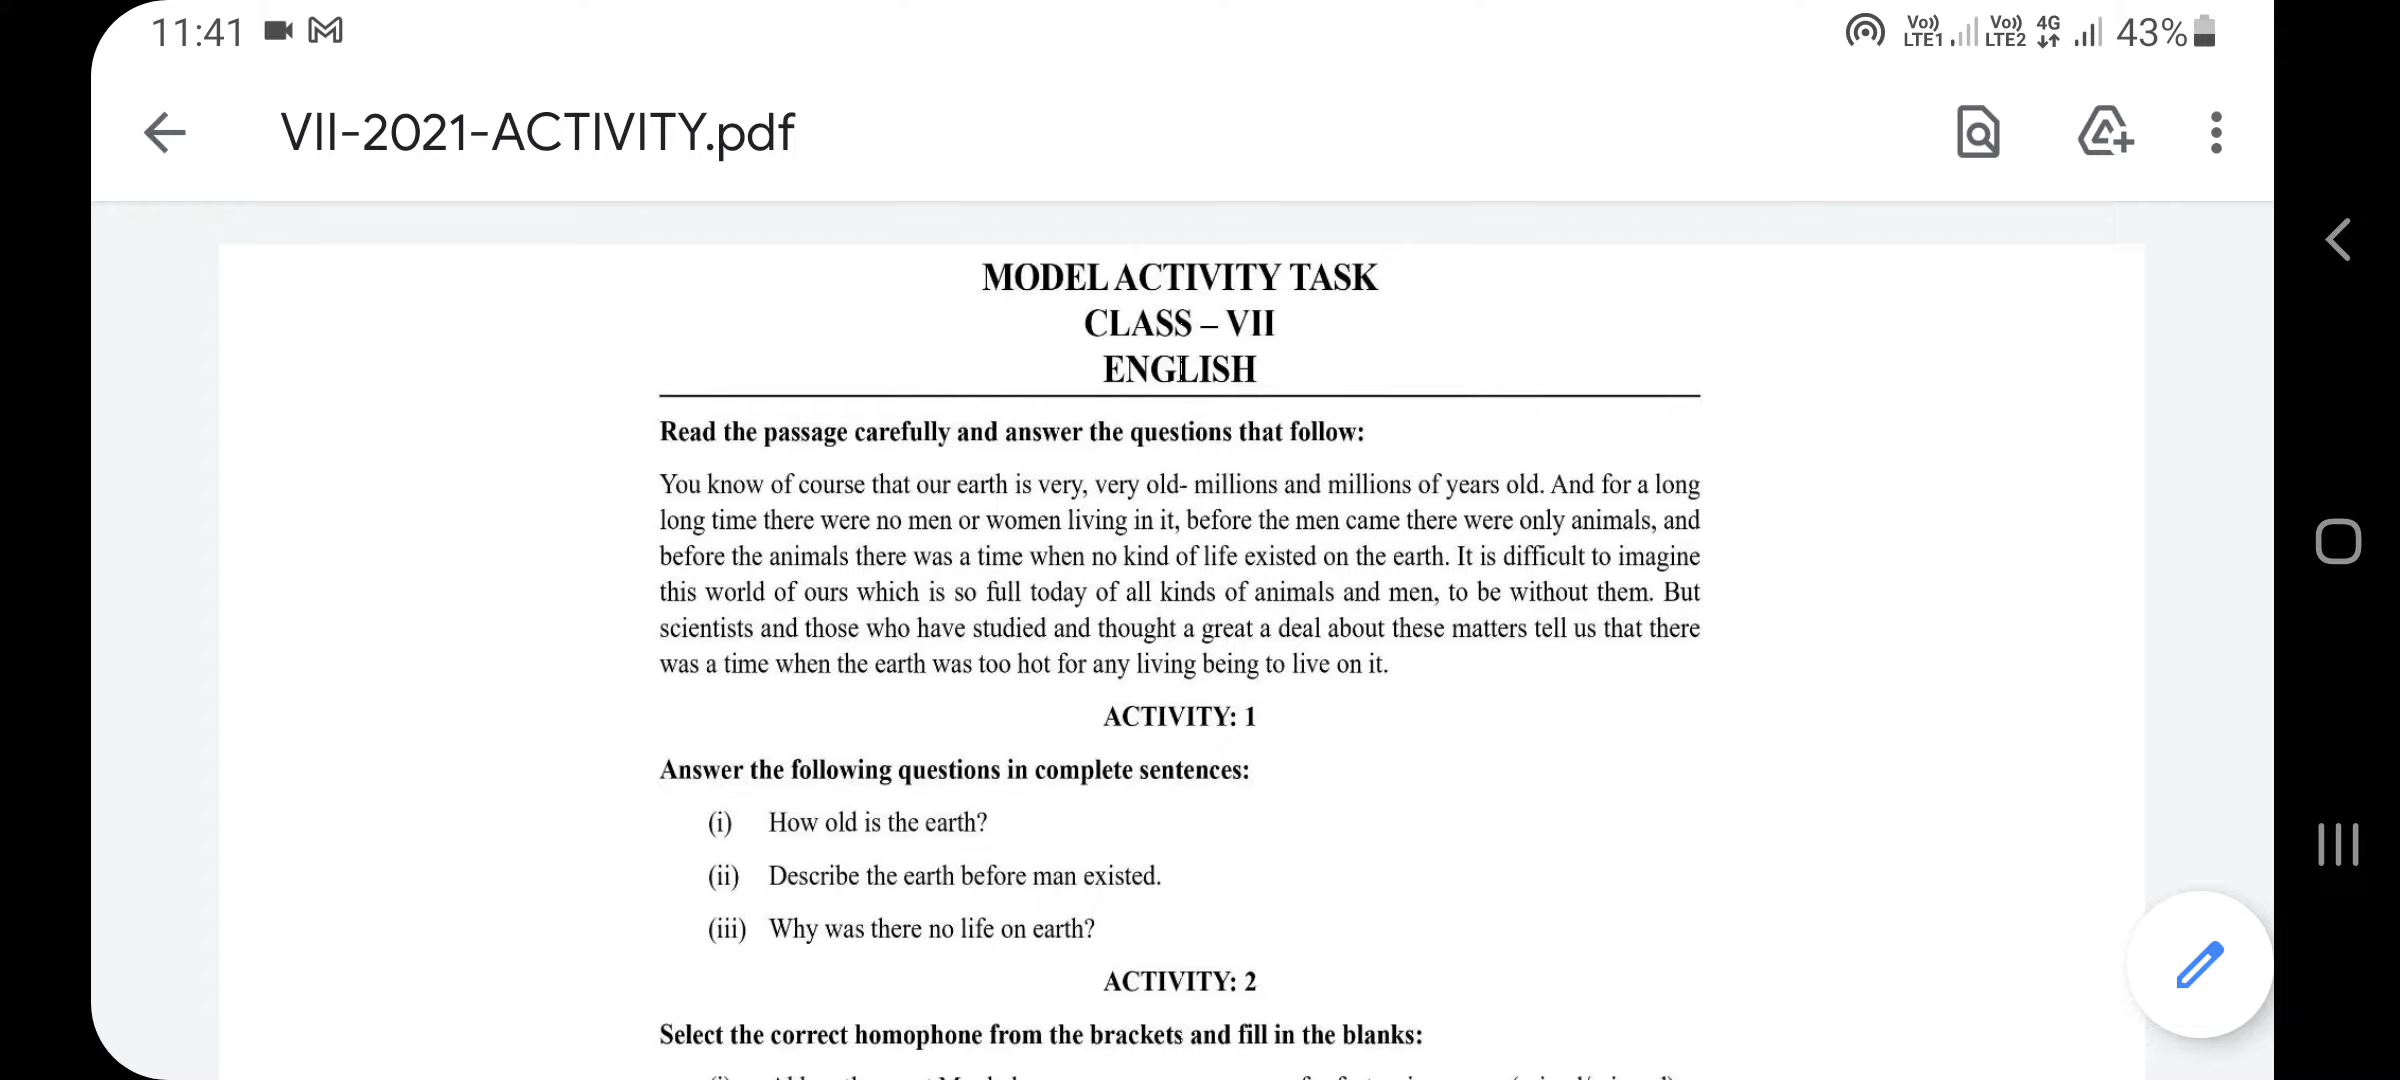 11:41
Vo)) LTE1 Vo)) LTE2 4G 43%
VII-2021-ACTIVITY.pdf
MODEL ACTIVITY TASK
CLASS – VII
ENGLISH
Read the passage carefully and answer the questions that follow:
You know of course that our earth is very, very old- millions and millions of years old. And for a long
long time there were no men or women living in it, before the men came there were only animals, and
before the animals there was a time when no kind of life existed on the earth. It is difficult to imagine
this world of ours which is so full today of all kinds of animals and men, to be without them. But
scientists and those who have studied and thought a great a deal about these matters tell us that there
was a time when the earth was too hot for any living being to live on it.
ACTIVITY: 1
Answer the following questions in complete sentences:
(i) How old is the earth?
(ii) Describe the earth before man existed.
(iii) Why was there no life on earth?
ACTIVITY: 2
Select the correct homophone from the brackets and fill in the blanks: